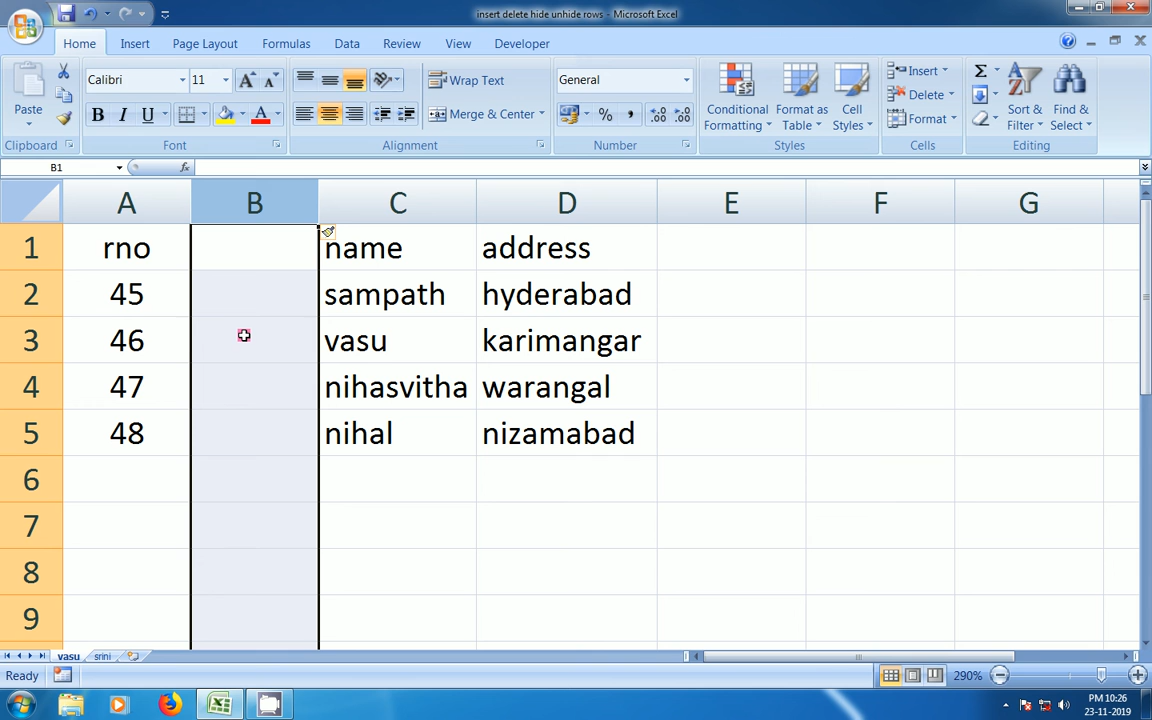 insert delete hide unhide rows - Microsoft Excel
Home Insert Page Layout Formulas Data Review View Developer
Calibri 11 Wrap Text General Insert
Paste Merge & Center Conditional Formatting Format as Table Cell Styles Delete Format Sort & Filter Find & Select
Clipboard Font Alignment Number Styles Cells Editing
B1 fx
A B C D E F G
1 rno name address
2 45 sampath hyderabad
3 46 vasu karimangar
4 47 nihasvitha warangal
5 48 nihal nizamabad
6
7
8
9
vasu srini
Ready 290%
PM 10:26
23-11-2019